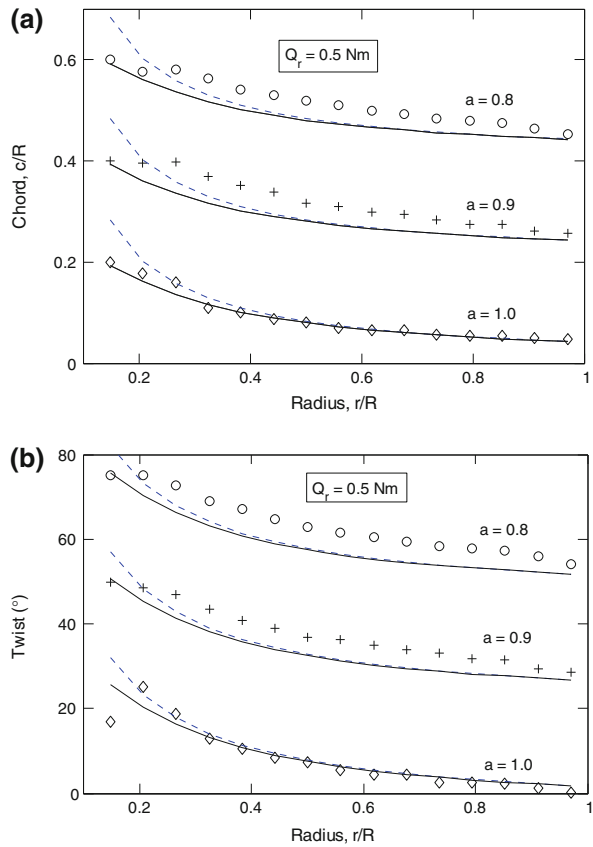 (a)
Q_r = 0.5 Nm
0.6
a = 0.8
Chord, c/R
0.4
a = 0.9
0.2
a = 1.0
0
0.2 0.4 0.6 0.8 1
Radius, r/R
(b)
80
Q_r = 0.5 Nm
a = 0.8
60
Twist (°)
40
a = 0.9
20
a = 1.0
0
0.2 0.4 0.6 0.8 1
Radius, r/R